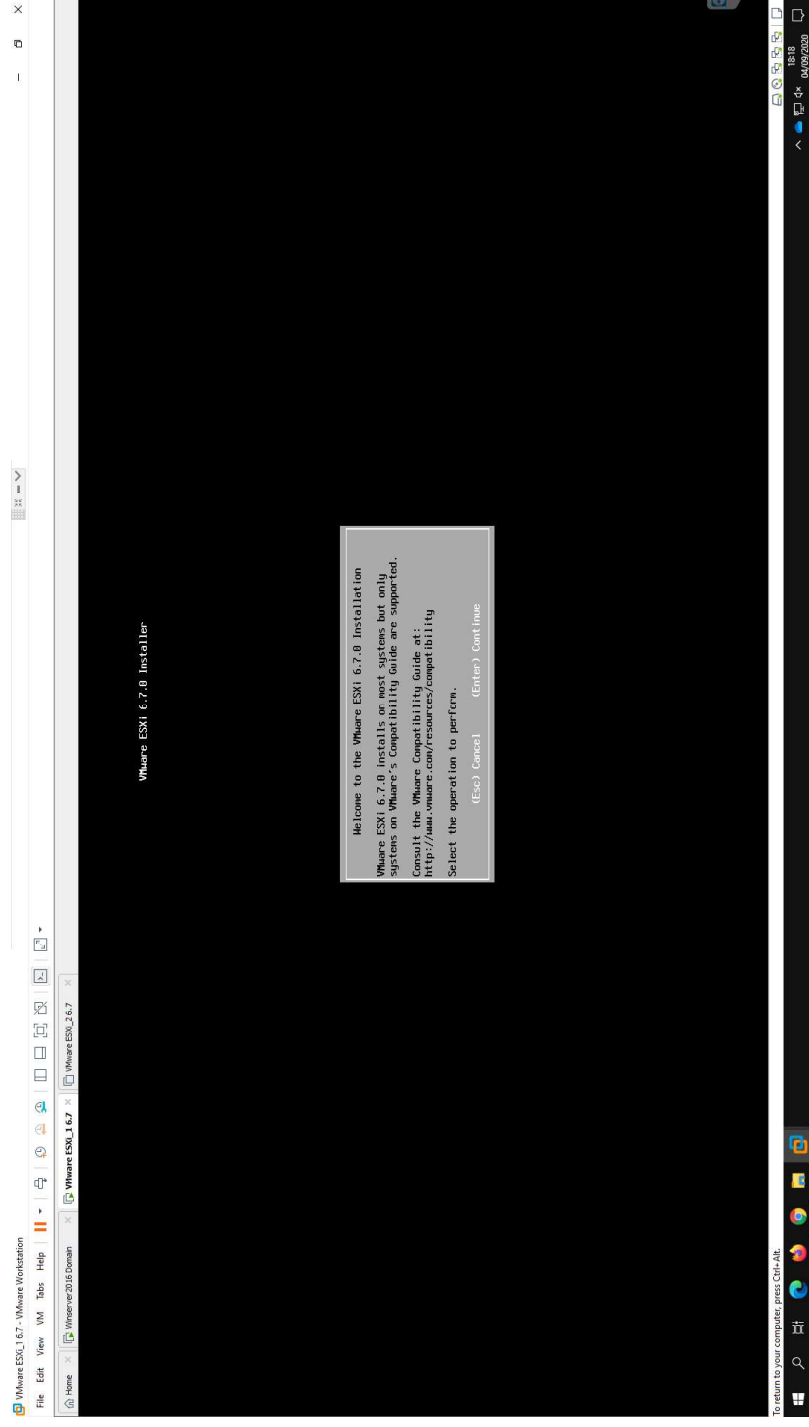 VMware ESXi_1 6.7 - VMware Workstation
File Edit View VM Tabs Help
Home
Winserver2016 Domain
VMware ESXi_1 6.7
VMware ESXi_2 6.7
VMware ESXi 6.7.0 Installer
Welcome to the VMware ESXi 6.7.0 Installation
VMware ESXi 6.7.0 installs on most systems but only
systems on VMware's Compatibility Guide are supported.
Consult the VMware Compatibility Guide at:
http://www.vmware.com/resources/compatibility
Select the operation to perform.
(Esc) Cancel (Enter) Continue
To return to your computer, press Ctrl+Alt.
18:18
04/09/2020